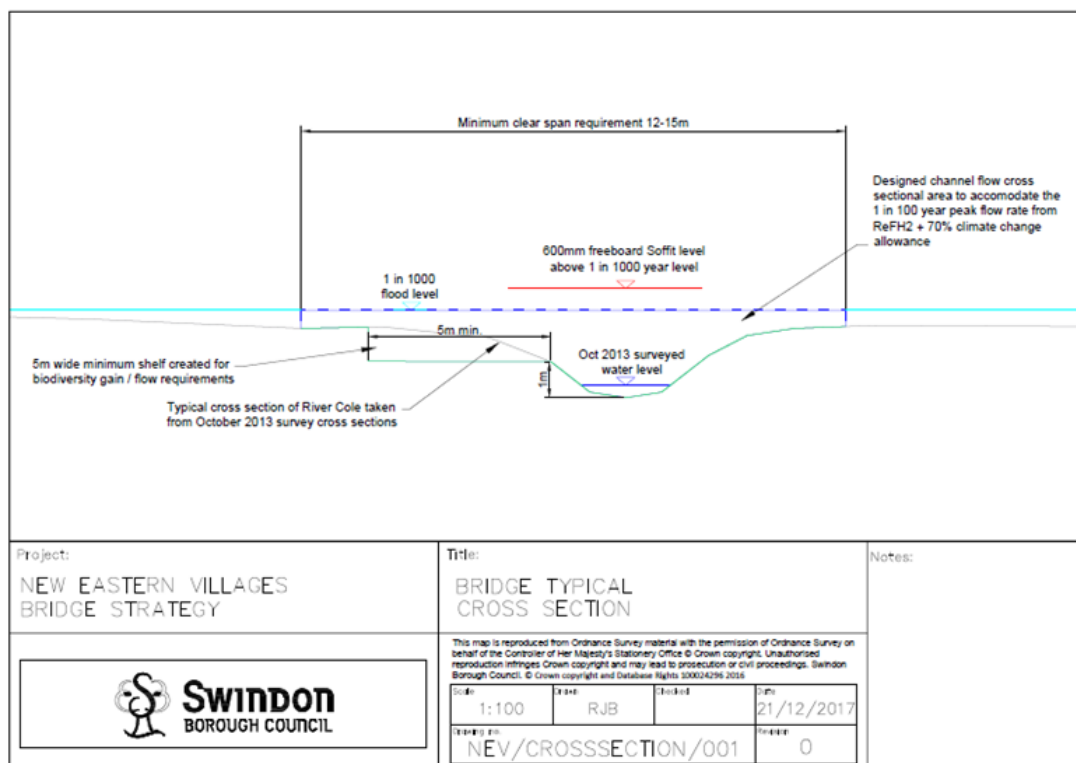 Minimum clear span requirement 12-15m
Designed channel flow cross
sectional area to accomodate the
1 in 100 year peak flow rate from
ReFH2 + 70% climate change
allowance
600mm freeboard Soffit level
above 1 in 1000 year level
1 in 1000
flood level
5m min.
5m wide minimum shelf created for
biodiversity gain / flow requirements
Oct 2013 surveyed
water level
1m
Typical cross section of River Cole taken
from October 2013 survey cross sections
Project:
NEW EASTERN VILLAGES
BRIDGE STRATEGY
Title:
BRIDGE TYPICAL
CROSS SECTION
Notes:
This map is reproduced from Ordnance Survey material with the permission of Ordnance Survey on
behalf of the Controller of Her Majesty's Stationery Office © Crown copyright. Unauthorised
reproduction infringes Crown copyright and may lead to prosecution or civil proceedings. Swindon
Borough Council. © Crown copyright and Database Rights 100024296 2016
SWINDON
BOROUGH COUNCIL
Scale
1:100
Drawn
RJB
Checked
Date
21/12/2017
Drawing no.
NEV/CROSSSECTION/001
Revision
0